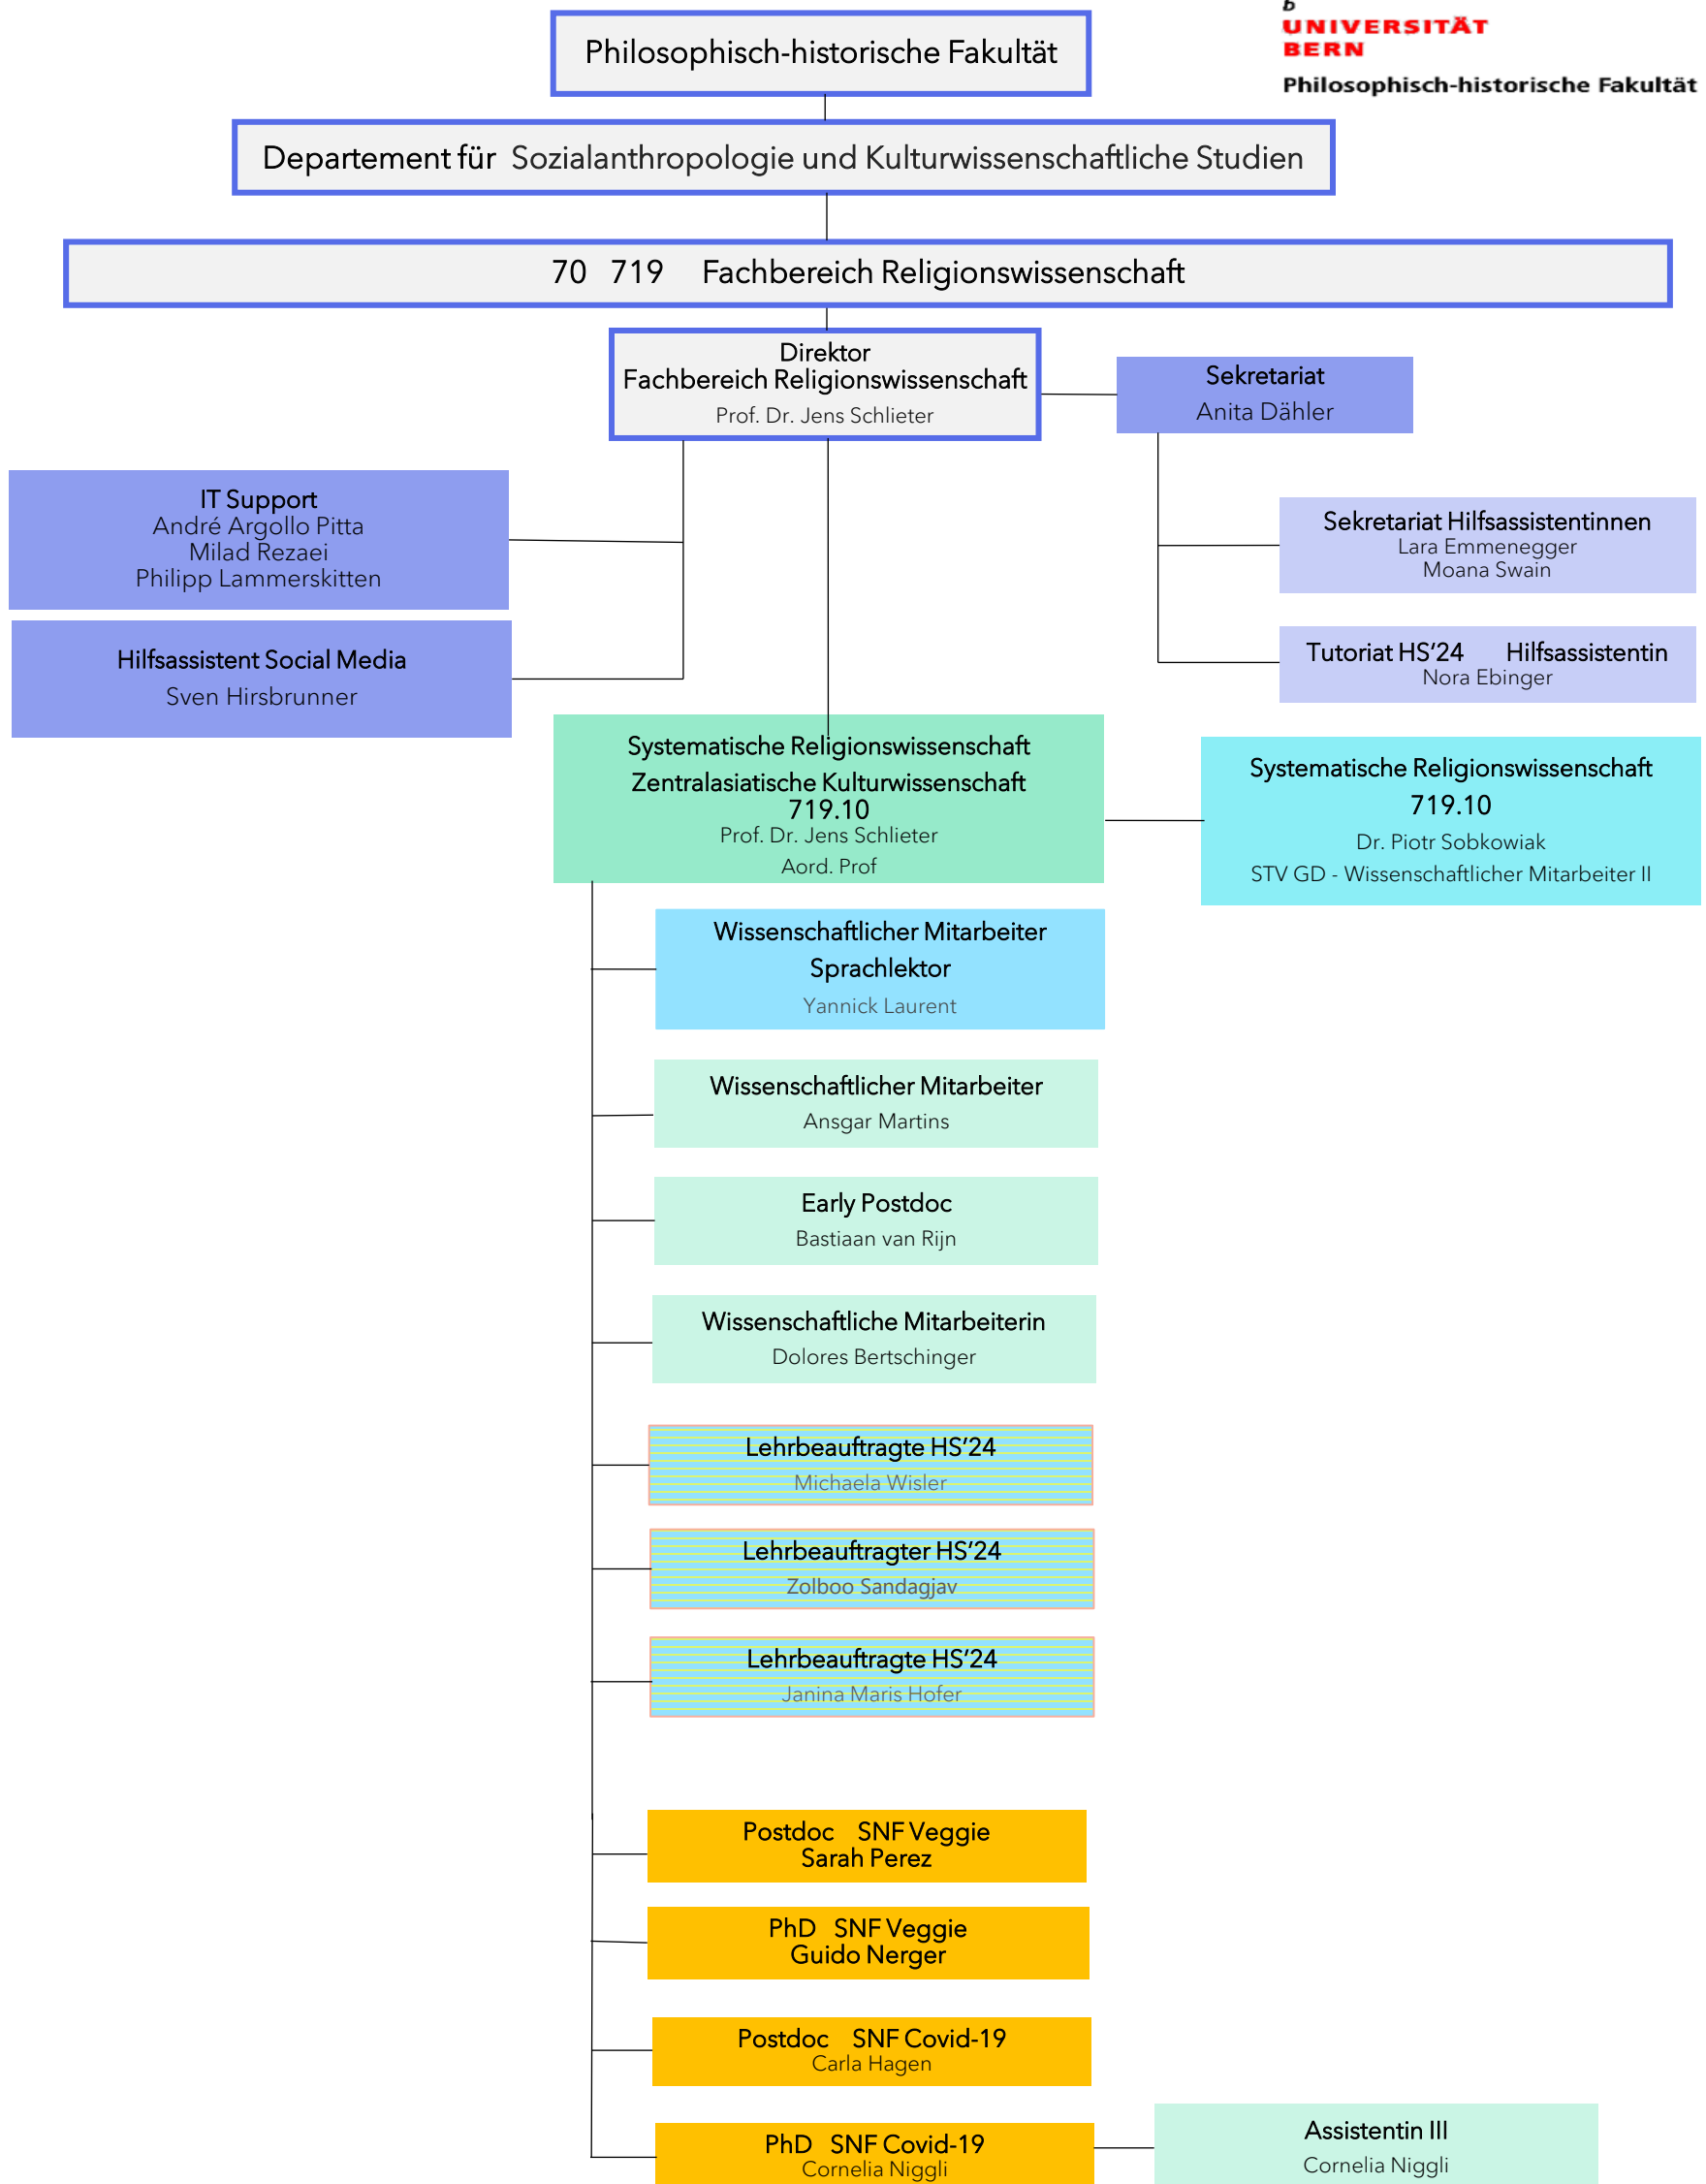 b
UNIVERSITÄT
BERN
Philosophisch-historische Fakultät
Philosophisch-historische Fakultät
Departement für Sozialanthropologie und Kulturwissenschaftliche Studien
70 719 Fachbereich Religionswissenschaft
Direktor
Fachbereich Religionswissenschaft
Prof. Dr. Jens Schlieter
Sekretariat
Anita Dähler
IT Support
André Argollo Pitta
Milad Rezaei
Philipp Lammerskitten
Sekretariat Hilfsassistentinnen
Lara Emmenegger
Moana Swain
Hilfsassistent Social Media
Sven Hirsbrunner
Tutoriat HS’24 Hilfsassistentin
Nora Ebinger
Systematische Religionswissenschaft
Zentralasiatische Kulturwissenschaft
719.10
Prof. Dr. Jens Schlieter
Aord. Prof
Systematische Religionswissenschaft
719.10
Dr. Piotr Sobkowiak
STV GD - Wissenschaftlicher Mitarbeiter II
Wissenschaftlicher Mitarbeiter
Sprachlektor
Yannick Laurent
Wissenschaftlicher Mitarbeiter
Ansgar Martins
Early Postdoc
Bastiaan van Rijn
Wissenschaftliche Mitarbeiterin
Dolores Bertschinger
Lehrbeauftragte HS’24
Michaela Wisler
Lehrbeauftragter HS’24
Zolboo Sandagjav
Lehrbeauftragte HS’24
Janina Maris Hofer
Postdoc SNF Veggie
Sarah Perez
PhD SNF Veggie
Guido Nerger
Postdoc SNF Covid-19
Carla Hagen
PhD SNF Covid-19
Cornelia Niggli
Assistentin III
Cornelia Niggli